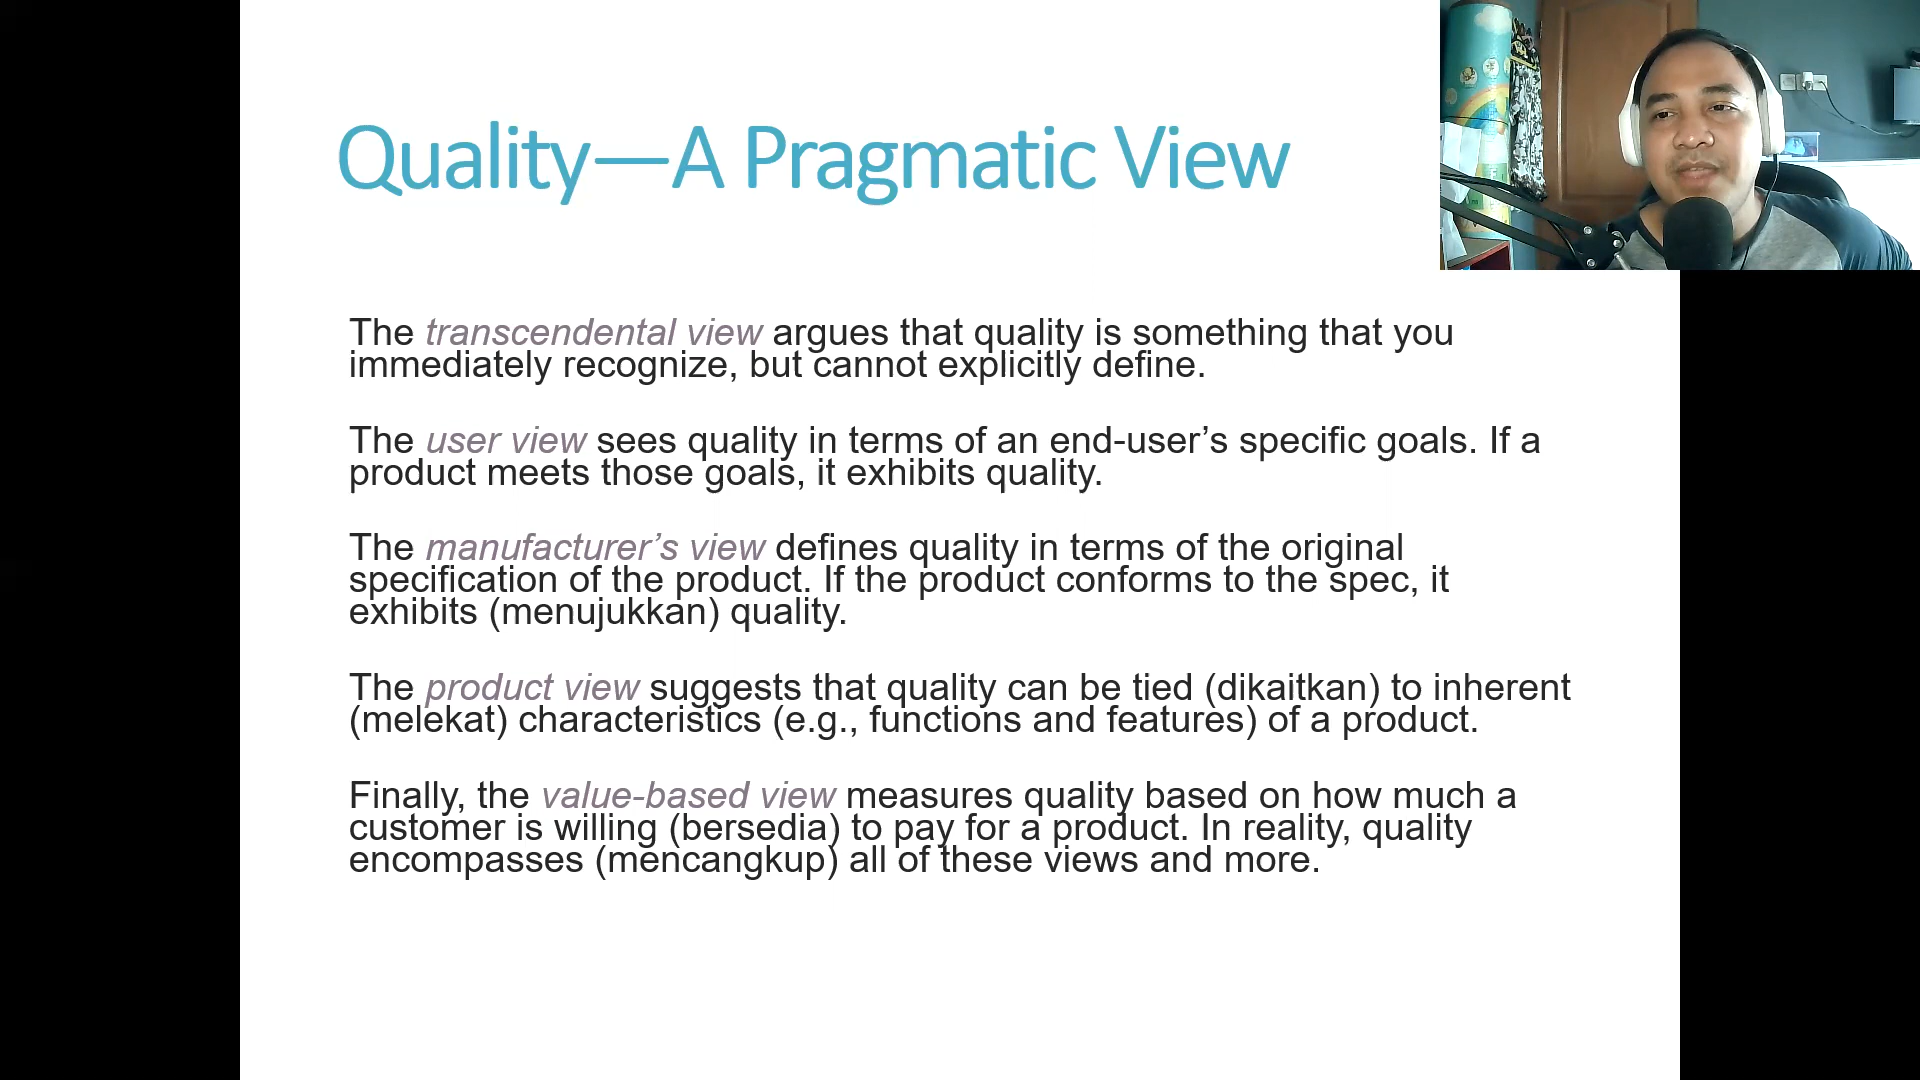 Quality—A Pragmatic View
The transcendental view argues that quality is something that you
immediately recognize, but cannot explicitly define.
The user view sees quality in terms of an end-user’s specific goals. If a
product meets those goals, it exhibits quality.
The manufacturer’s view defines quality in terms of the original
specification of the product. If the product conforms to the spec, it
exhibits (menujukkan) quality.
The product view suggests that quality can be tied (dikaitkan) to inherent
(melekat) characteristics (e.g., functions and features) of a product.
Finally, the value-based view measures quality based on how much a
customer is willing (bersedia) to pay for a product. In reality, quality
encompasses (mencangkup) all of these views and more.